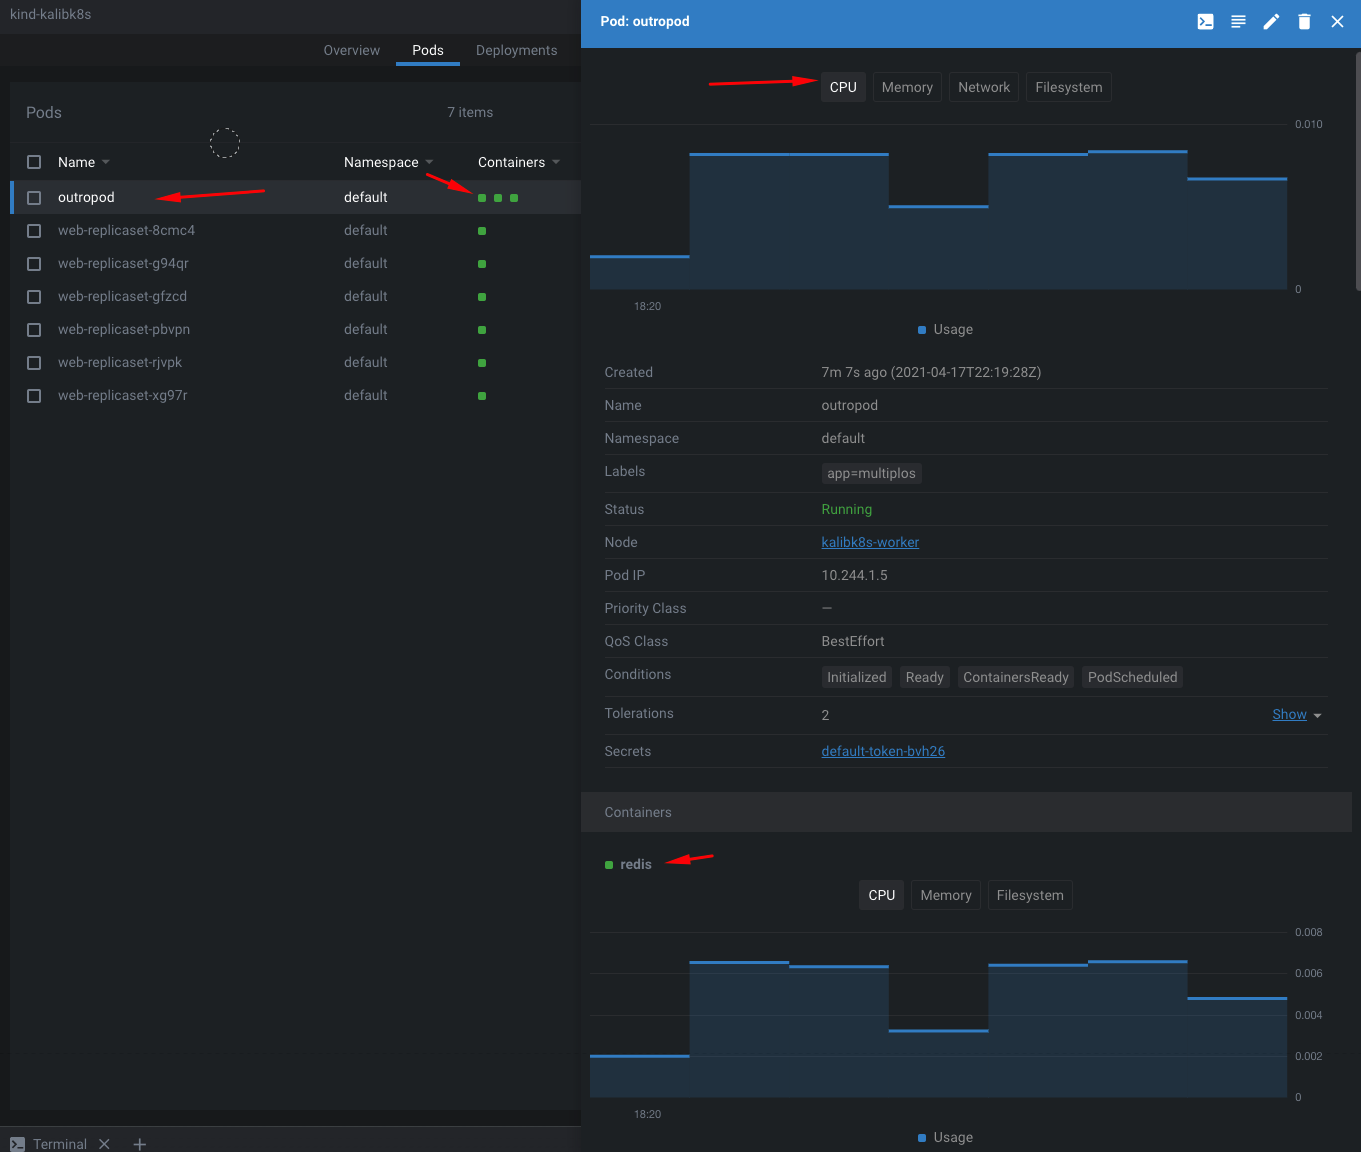 kind-kalibk8s
Overview Pods Deployments
Pods 7 items
Name Namespace Containers
outropod default
web-replicaset-8cmc4 default
web-replicaset-g94qr default
web-replicaset-gfzcd default
web-replicaset-pbvpn default
web-replicaset-rjvpk default
web-replicaset-xg97r default
Terminal
Pod: outropod
CPU Memory Network Filesystem
0.010
0
18:20
Usage
Created 7m 7s ago (2021-04-17T22:19:28Z)
Name outropod
Namespace default
Labels app=multiplos
Status Running
Node kalibk8s-worker
Pod IP 10.244.1.5
Priority Class —
QoS Class BestEffort
Conditions Initialized Ready ContainersReady PodScheduled
Tolerations 2 Show
Secrets default-token-bvh26
Containers
redis
CPU Memory Filesystem
0.008
0.006
0.004
0.002
0
18:20
Usage